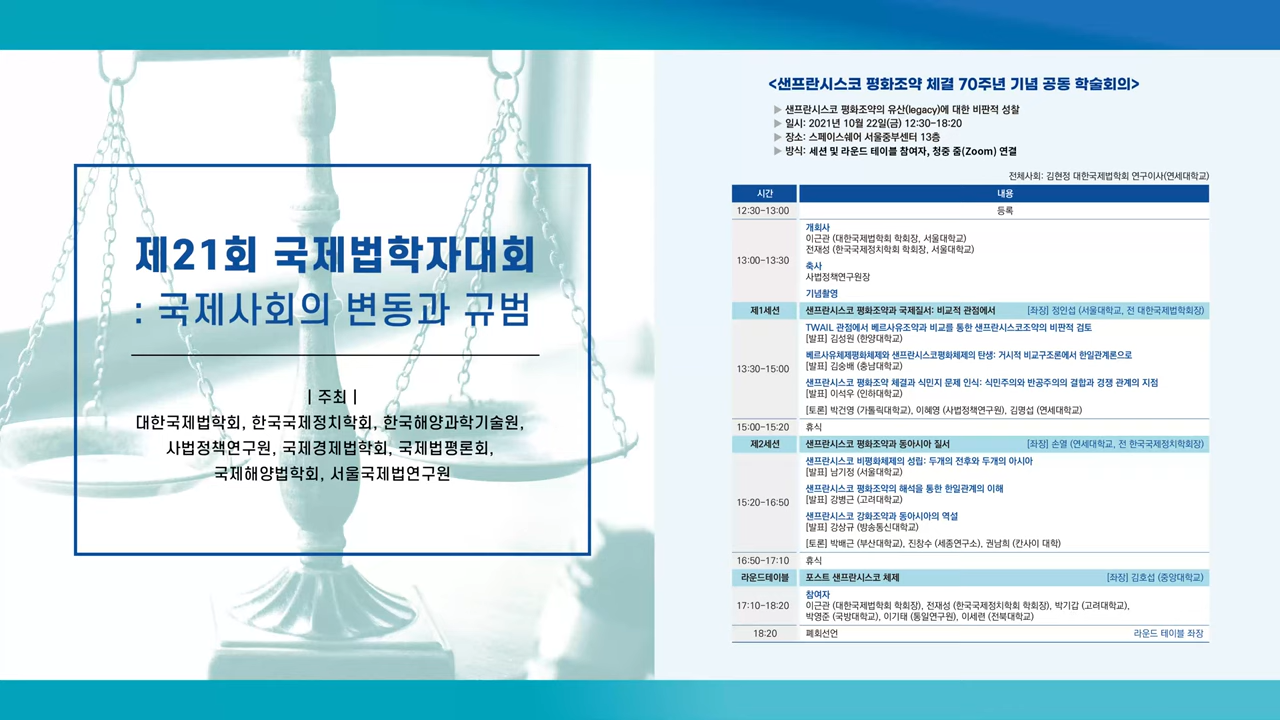 제21회 국제법학자대회
: 국제사회의 변동과 규범
| 주최 |
대한국제법학회, 한국국제정치학회, 한국해양과학기술원,
사법정책연구원, 국제경제법학회, 국제법평론회,
국제해양법학회, 서울국제법연구원
<샌프란시스코 평화조약 체결 70주년 기념 공동 학술회의>
▶ 샌프란시스코 평화조약의 유산(legacy)에 대한 비판적 성찰
▶ 일시: 2021년 10월 22일(금) 12:30-18:20
▶ 장소: 스페이스쉐어 서울중부센터 13층
▶ 방식: 세션 및 라운드 테이블 참여자, 청중 줌(Zoom) 연결
전체사회: 김현정 대한국제법학회 연구이사(연세대학교)
시간 내용
12:30-13:00 등록
13:00-13:30
개회사
이근관 (대한국제법학회 학회장, 서울대학교)
전재성 (한국국제정치학회 학회장, 서울대학교)
축사
사법정책연구원장
기념촬영
제1세션 샌프란시스코 평화조약과 국제질서: 비교적 관점에서 [좌장] 정인섭 (서울대학교, 전 대한국제법학회장)
13:30-15:00
TWAIL 관점에서 베르사유조약과 비교를 통한 샌프란시스코조약의 비판적 검토
[발표] 김성원 (한양대학교)
베르사유체제평화체제와 샌프란시스코평화체제의 탄생: 거시적 비교구조론에서 한일관계론으로
[발표] 김숭배 (충남대학교)
샌프란시스코 평화조약 체결과 식민지 문제 인식: 식민주의와 반공주의의 결합과 경쟁 관계의 지점
[발표] 이석우 (인하대학교)
[토론] 박건영 (가톨릭대학교), 이혜영 (사법정책연구원), 김명섭 (연세대학교)
15:00-15:20 휴식
제2세션 샌프란시스코 평화조약과 동아시아 질서 [좌장] 손열 (연세대학교, 전 한국국제정치학회장)
15:20-16:50
샌프란시스코 비평화체제의 성립: 두개의 전후와 두개의 아시아
[발표] 남기정 (서울대학교)
샌프란시스코 평화조약의 해석을 통한 한일관계의 이해
[발표] 강병근 (고려대학교)
샌프란시스코 강화조약과 동아시아의 역설
[발표] 강상규 (방송통신대학교)
[토론] 박배근 (부산대학교), 진창수 (세종연구소), 권남희 (칸사이 대학)
16:50-17:10 휴식
라운드테이블 포스트 샌프란시스코 체제 [좌장] 김호섭 (중앙대학교)
17:10-18:20
참여자
이근관 (대한국제법학회 학회장), 전재성 (한국국제정치학회 학회장), 박기갑 (고려대학교),
박영준 (국방대학교), 이기태 (통일연구원), 이세련 (전북대학교)
18:20 폐회선언 라운드 테이블 좌장